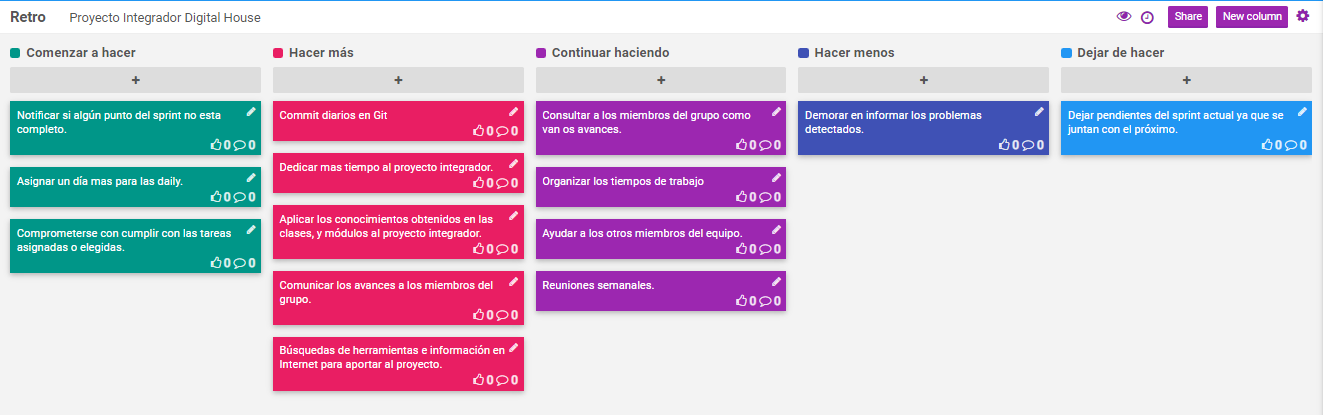 Retro Proyecto Integrador Digital House Share New column
Comenzar a hacer
+
Notificar si algún punto del sprint no esta
completo.
0 0
Asignar un día mas para las daily.
0 0
Comprometerse con cumplir con las tareas
asignadas o elegidas.
0 0
Hacer más
+
Commit diarios en Git
0 0
Dedicar mas tiempo al proyecto integrador.
0 0
Aplicar los conocimientos obtenidos en las
clases, y módulos al proyecto integrador.
0 0
Comunicar los avances a los miembros del
grupo.
0 0
Búsquedas de herramientas e información en
Internet para aportar al proyecto.
0 0
Continuar haciendo
+
Consultar a los miembros del grupo como
van os avances.
0 0
Organizar los tiempos de trabajo
0 0
Ayudar a los otros miembros del equipo.
0 0
Reuniones semanales.
0 0
Hacer menos
+
Demorar en informar los problemas
detectados.
0 0
Dejar de hacer
+
Dejar pendientes del sprint actual ya que se
juntan con el próximo.
0 0